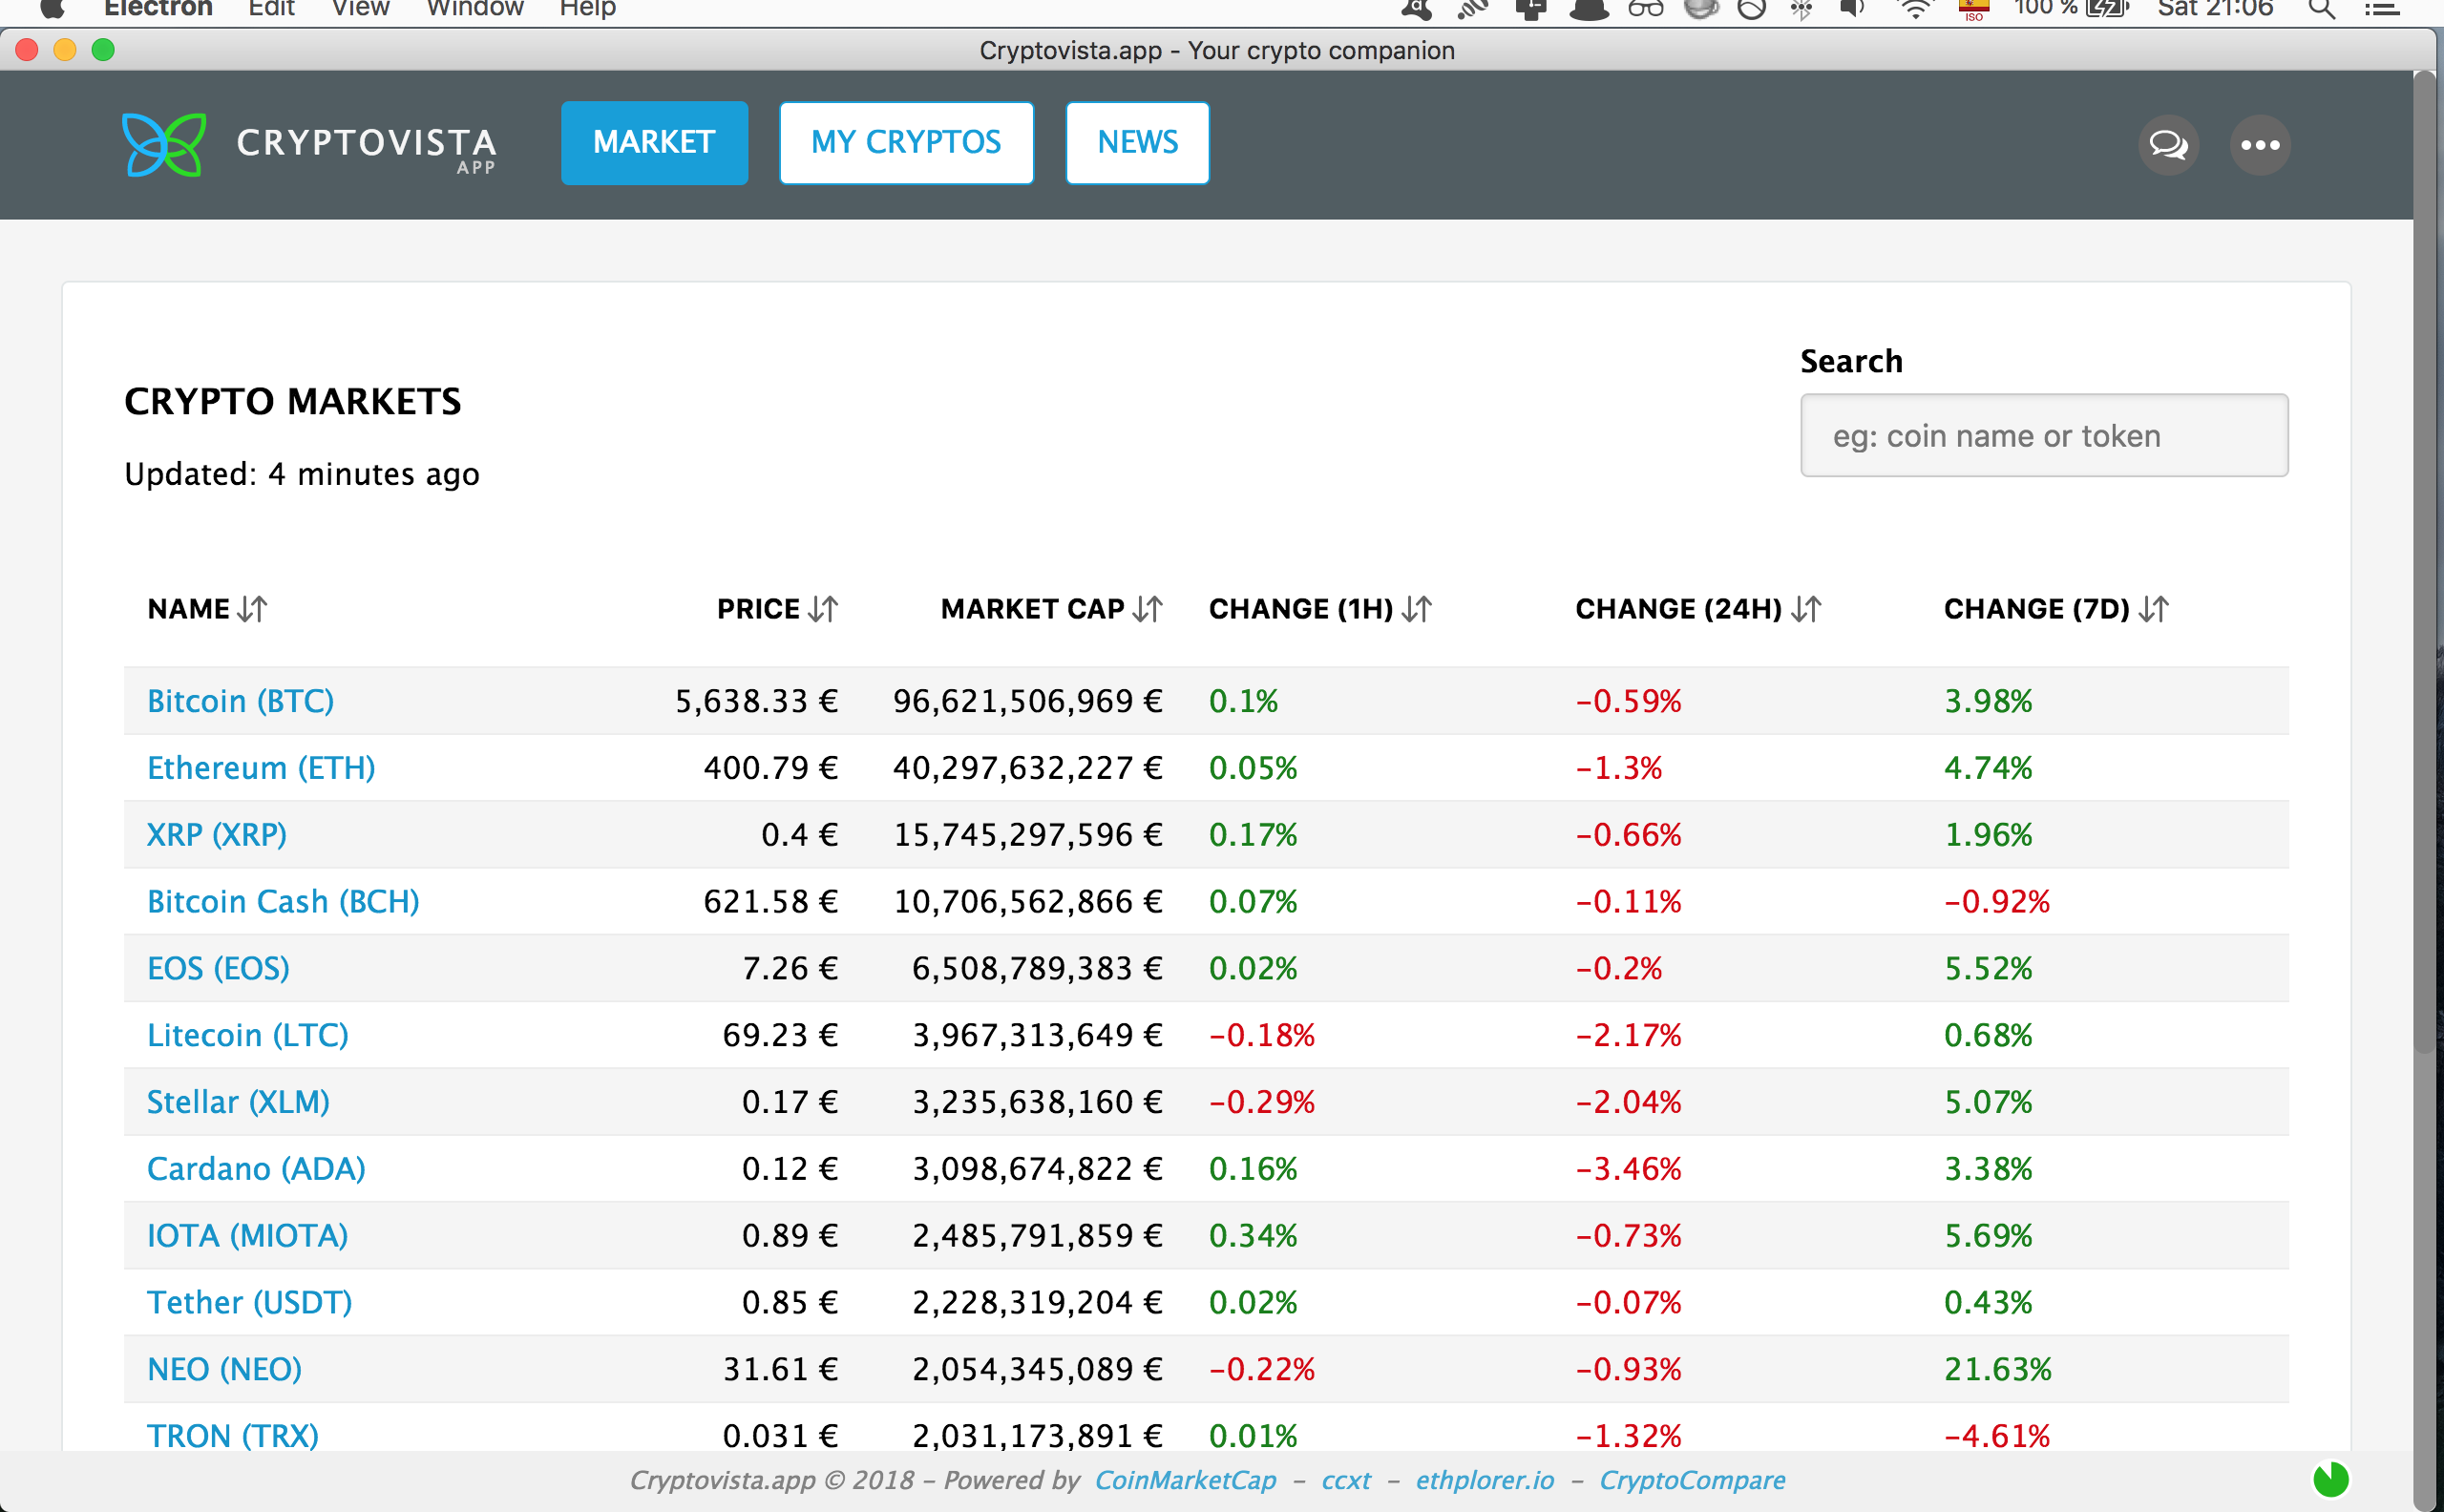 Electron Edit View Window Help ISO 100 % Sat 21:06
Cryptovista.app - Your crypto companion
CRYPTOVISTA APP MARKET MY CRYPTOS NEWS
Search
CRYPTO MARKETS
eg: coin name or token
Updated: 4 minutes ago
NAME PRICE MARKET CAP CHANGE (1H) CHANGE (24H) CHANGE (7D)
Bitcoin (BTC) 5,638.33 € 96,621,506,969 € 0.1% -0.59% 3.98%
Ethereum (ETH) 400.79 € 40,297,632,227 € 0.05% -1.3% 4.74%
XRP (XRP) 0.4 € 15,745,297,596 € 0.17% -0.66% 1.96%
Bitcoin Cash (BCH) 621.58 € 10,706,562,866 € 0.07% -0.11% -0.92%
EOS (EOS) 7.26 € 6,508,789,383 € 0.02% -0.2% 5.52%
Litecoin (LTC) 69.23 € 3,967,313,649 € -0.18% -2.17% 0.68%
Stellar (XLM) 0.17 € 3,235,638,160 € -0.29% -2.04% 5.07%
Cardano (ADA) 0.12 € 3,098,674,822 € 0.16% -3.46% 3.38%
IOTA (MIOTA) 0.89 € 2,485,791,859 € 0.34% -0.73% 5.69%
Tether (USDT) 0.85 € 2,228,319,204 € 0.02% -0.07% 0.43%
NEO (NEO) 31.61 € 2,054,345,089 € -0.22% -0.93% 21.63%
TRON (TRX) 0.031 € 2,031,173,891 € 0.01% -1.32% -4.61%
Cryptovista.app © 2018 – Powered by CoinMarketCap – ccxt – ethplorer.io – CryptoCompare